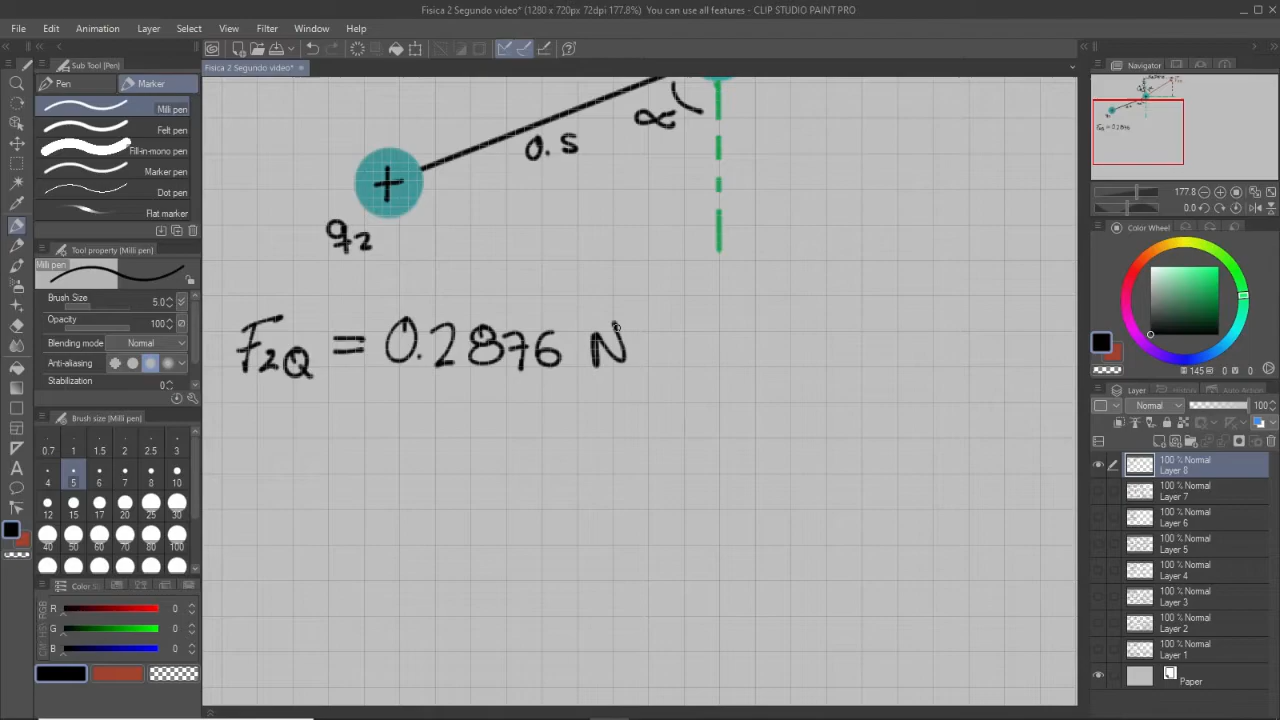 Fisica 2 Segundo video* (1280 x 720px 72dpi 177.8%) You can use all features - CLIP STUDIO PAINT PRO
File Edit Animation Layer Select View Filter Window Help
Sub Tool [Pen]
Pen Marker
Milli pen
Felt pen
Fill-in-mono pen
Marker pen
Dot pen
Flat marker
Tool property [Milli pen]
Milli pen
Brush Size 5.0
Opacity 100
Blending mode Normal
Anti-aliasing
Stabilization 0
Brush size [Milli pen]
0.7 1 1.5 2 2.5 3
4 5 6 7 8 10
12 15 17 20 25 30
40 50 60 70 80 100
Color
RGB
R 0
G 0
B 0
Fisica 2 Segundo video*
α
0.5
+
q2
F2Q = 0.2876 N
Navigator
177.8
0.0
Color Wheel
145 0 0
Layer
Auto Action
Normal 100
100 % Normal
Layer 8
100 % Normal
Layer 7
100 % Normal
Layer 6
100 % Normal
Layer 5
100 % Normal
Layer 4
100 % Normal
Layer 3
100 % Normal
Layer 2
100 % Normal
Layer 1
Paper